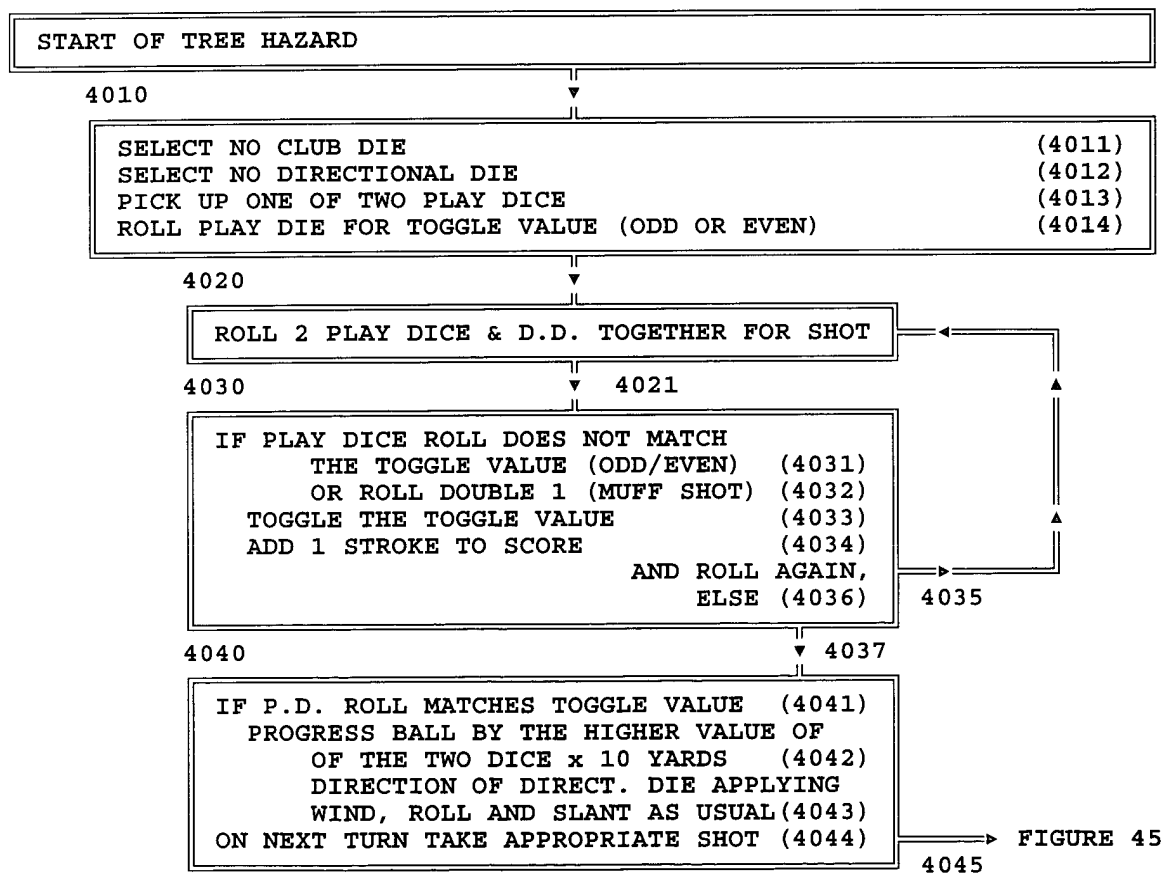 START OF TREE HAZARD
4010
SELECT NO CLUB DIE (4011)
SELECT NO DIRECTIONAL DIE (4012)
PICK UP ONE OF TWO PLAY DICE (4013)
ROLL PLAY DIE FOR TOGGLE VALUE (ODD OR EVEN) (4014)
4020
ROLL 2 PLAY DICE & D.D. TOGETHER FOR SHOT
4030 4021
IF PLAY DICE ROLL DOES NOT MATCH
THE TOGGLE VALUE (ODD/EVEN) (4031)
OR ROLL DOUBLE 1 (MUFF SHOT) (4032)
TOGGLE THE TOGGLE VALUE (4033)
ADD 1 STROKE TO SCORE (4034)
AND ROLL AGAIN,
ELSE (4036) 4035
4040 4037
IF P.D. ROLL MATCHES TOGGLE VALUE (4041)
PROGRESS BALL BY THE HIGHER VALUE OF
OF THE TWO DICE x 10 YARDS (4042)
DIRECTION OF DIRECT. DIE APPLYING
WIND, ROLL AND SLANT AS USUAL(4043)
ON NEXT TURN TAKE APPROPRIATE SHOT (4044) FIGURE 45
4045